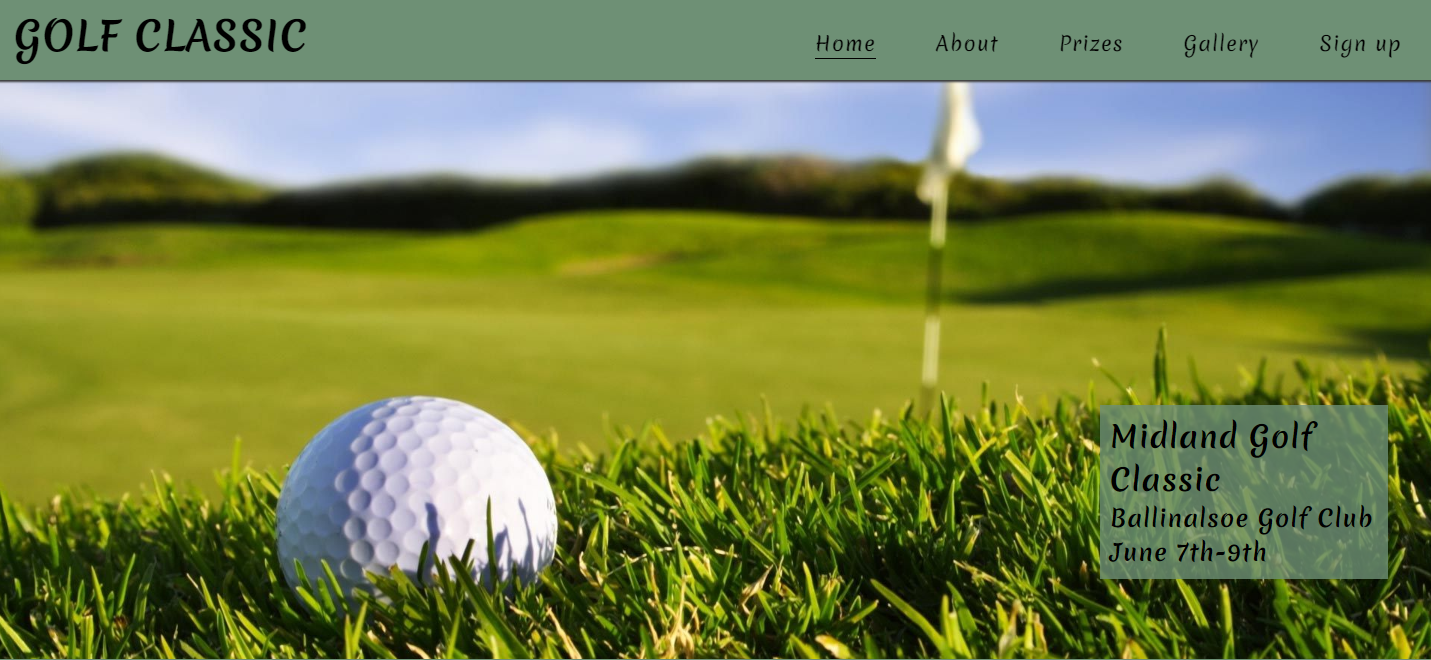 GOLF CLASSIC
Home About Prizes Gallery Sign up
Midland Golf
Classic
Ballinalsoe Golf Club
June 7th-9th